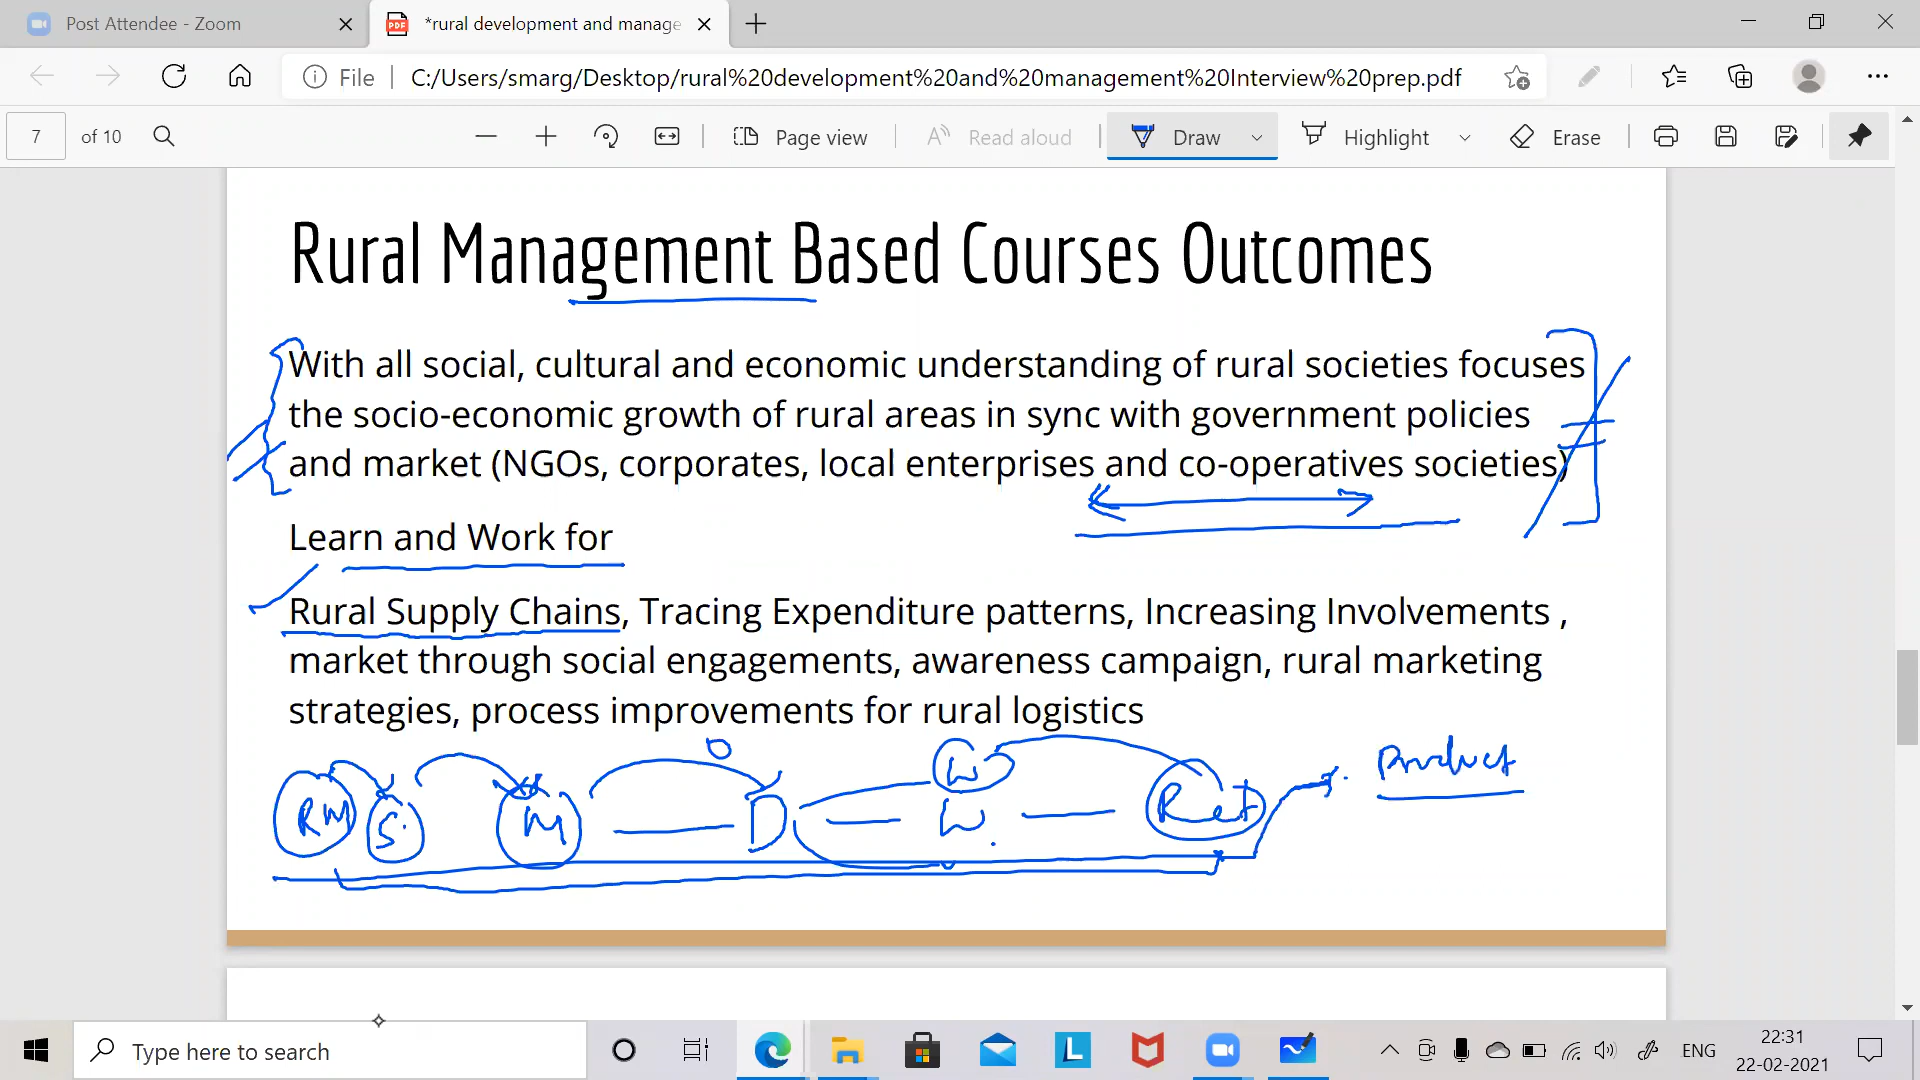 Post Attendee - Zoom
*rural development and manage
File
C:/Users/smarg/Desktop/rural%20development%20and%20management%20Interview%20prep.pdf
7 of 10
Page view
Read aloud
Draw
Highlight
Erase
Rural Management Based Courses Outcomes
With all social, cultural and economic understanding of rural societies focuses
the socio-economic growth of rural areas in sync with government policies
and market (NGOs, corporates, local enterprises and co-operatives societies)
Learn and Work for
Rural Supply Chains, Tracing Expenditure patterns, Increasing Involvements ,
market through social engagements, awareness campaign, rural marketing
strategies, process improvements for rural logistics
W
Product
RM S M D W Ret
Type here to search
ENG
22:31
22-02-2021